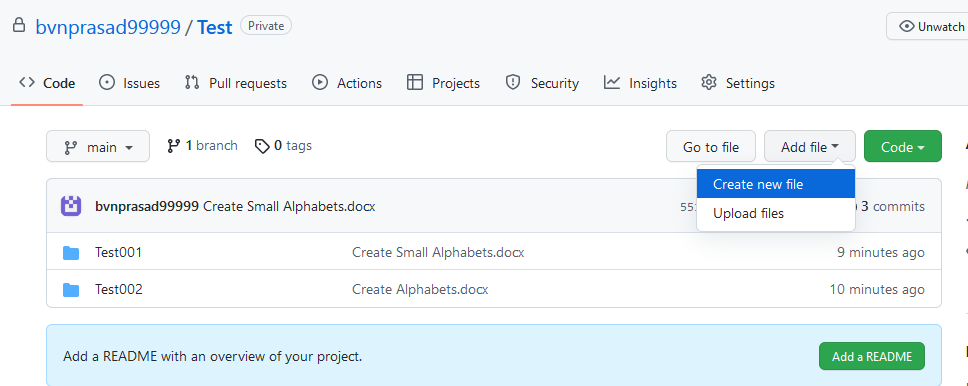 bvnprasad99999 / Test Private Unwatch
Code Issues Pull requests Actions Projects Security Insights Settings
main 1 branch 0 tags Go to file Add file Code
Create new file
Upload files
bvnprasad99999 Create Small Alphabets.docx 3 commits
Test001 Create Small Alphabets.docx 9 minutes ago
Test002 Create Alphabets.docx 10 minutes ago
Add a README with an overview of your project. Add a README